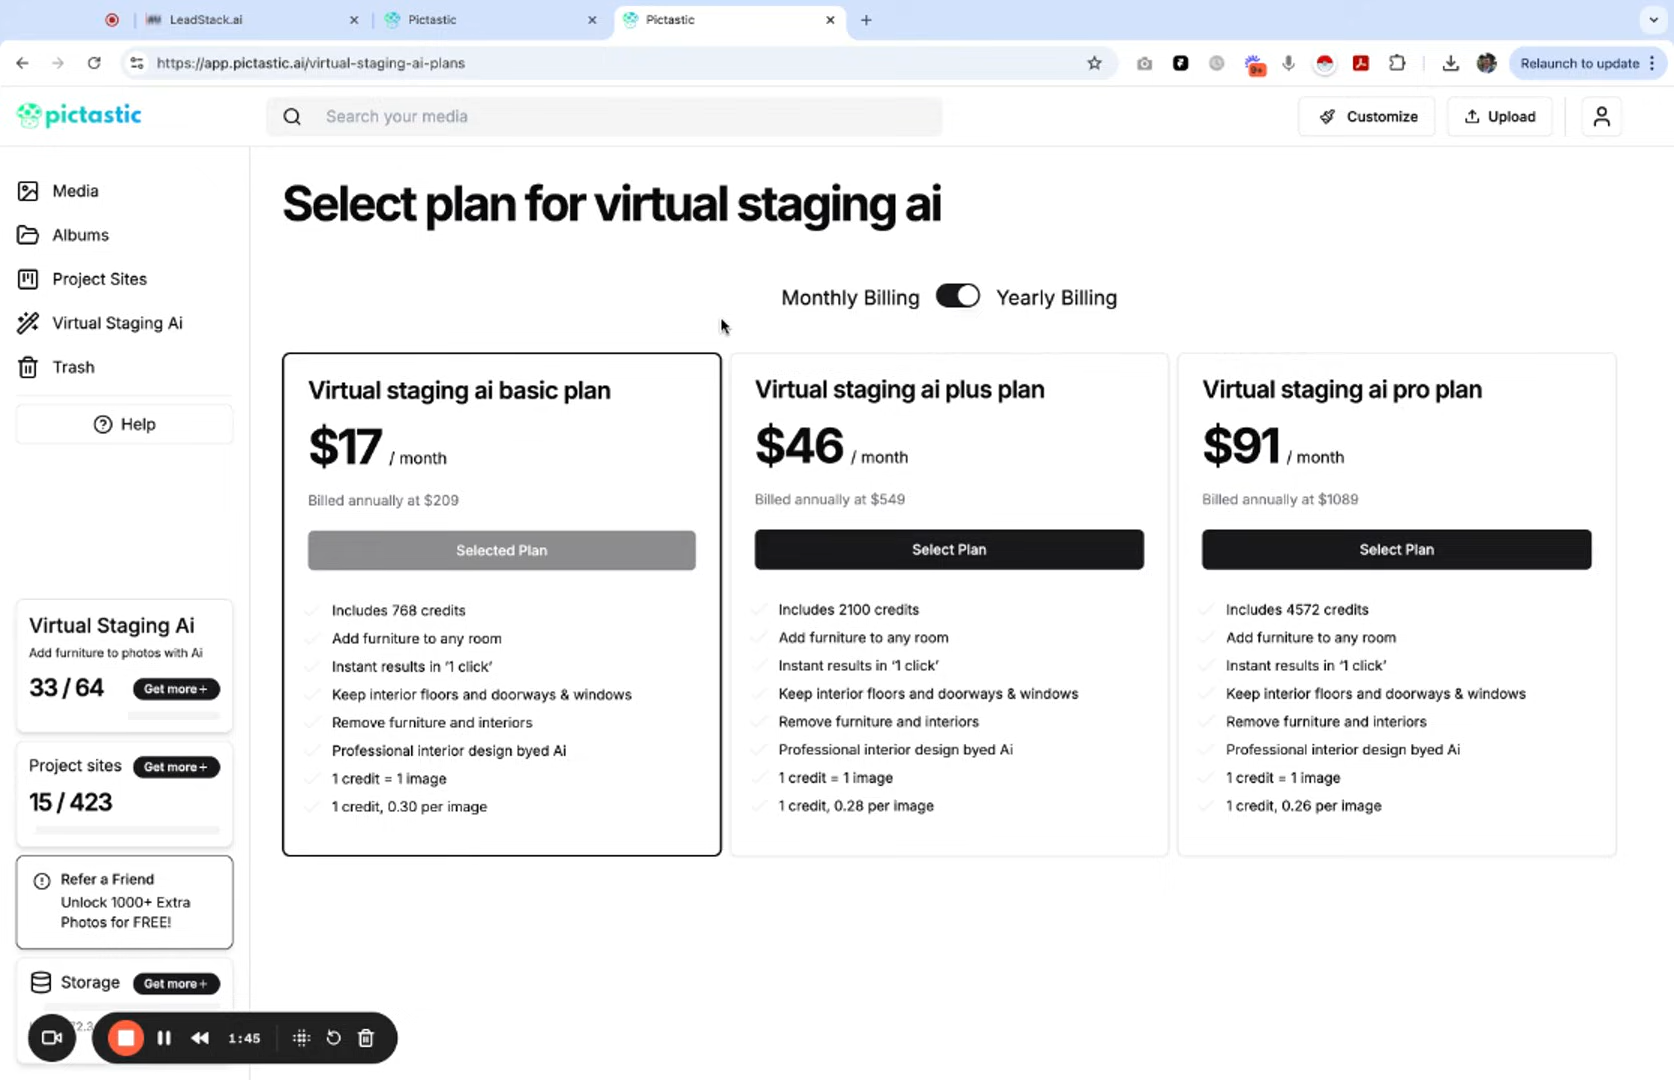 LeadStack.ai
Pictastic
Pictastic
https://app.pictastic.ai/virtual-staging-ai-plans
9+
Relaunch to update
pictastic
Search your media
Customize
Upload
Media
Albums
Project Sites
Virtual Staging Ai
Trash
Help
Virtual Staging Ai
Add furniture to photos with Ai
33 / 64
Get more+
Project sites
Get more+
15 / 423
Refer a Friend
Unlock 1000+ Extra
Photos for FREE!
Storage
Get more+
1:45
Select plan for virtual staging ai
Monthly Billing
Yearly Billing
Virtual staging ai basic plan
$17 / month
Billed annually at $209
Selected Plan
Includes 768 credits
Add furniture to any room
Instant results in '1 click'
Keep interior floors and doorways & windows
Remove furniture and interiors
Professional interior design byed Ai
1 credit = 1 image
1 credit, 0.30 per image
Virtual staging ai plus plan
$46 / month
Billed annually at $549
Select Plan
Includes 2100 credits
Add furniture to any room
Instant results in '1 click'
Keep interior floors and doorways & windows
Remove furniture and interiors
Professional interior design byed Ai
1 credit = 1 image
1 credit, 0.28 per image
Virtual staging ai pro plan
$91 / month
Billed annually at $1089
Select Plan
Includes 4572 credits
Add furniture to any room
Instant results in '1 click'
Keep interior floors and doorways & windows
Remove furniture and interiors
Professional interior design byed Ai
1 credit = 1 image
1 credit, 0.26 per image